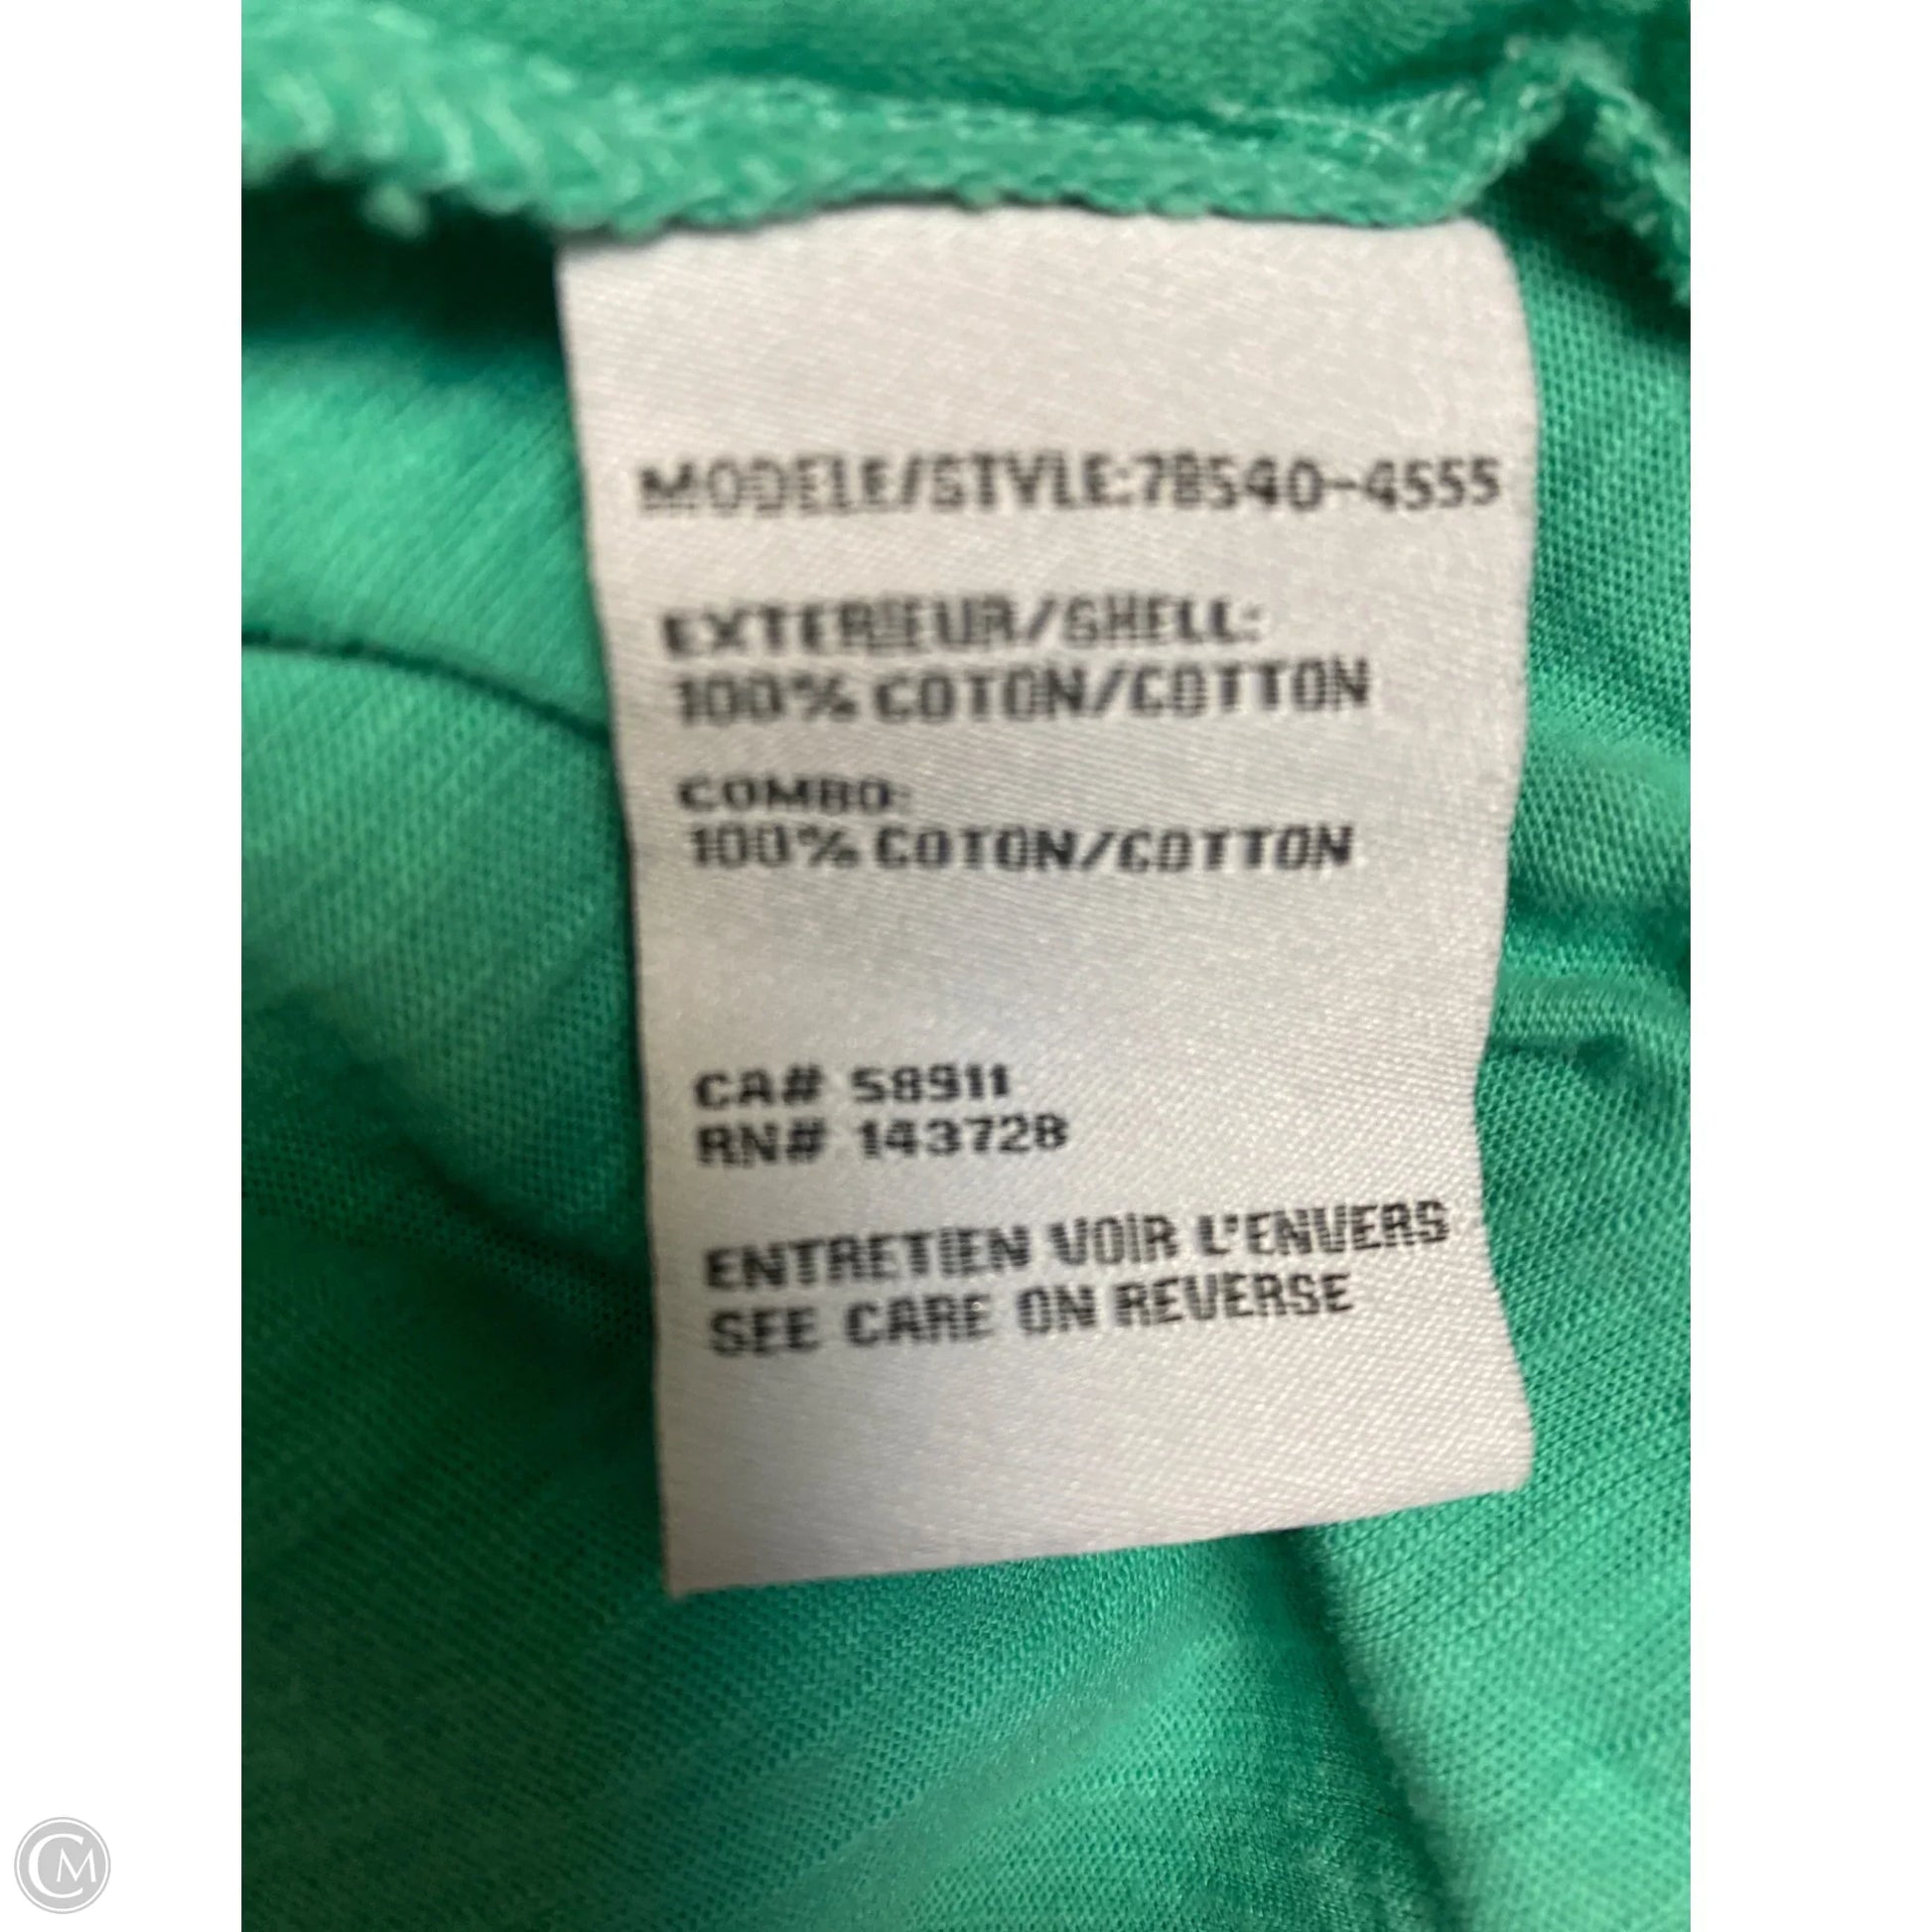 MODELE/STYLE:78540-4555
EXTERIEUR/SHELL:
100% COTON/COTTON
COMBO:
100% COTON/COTTON
CA# 58911
RN# 143728
ENTRETIEN VOIR L'ENVERS
SEE CARE ON REVERSE
CM